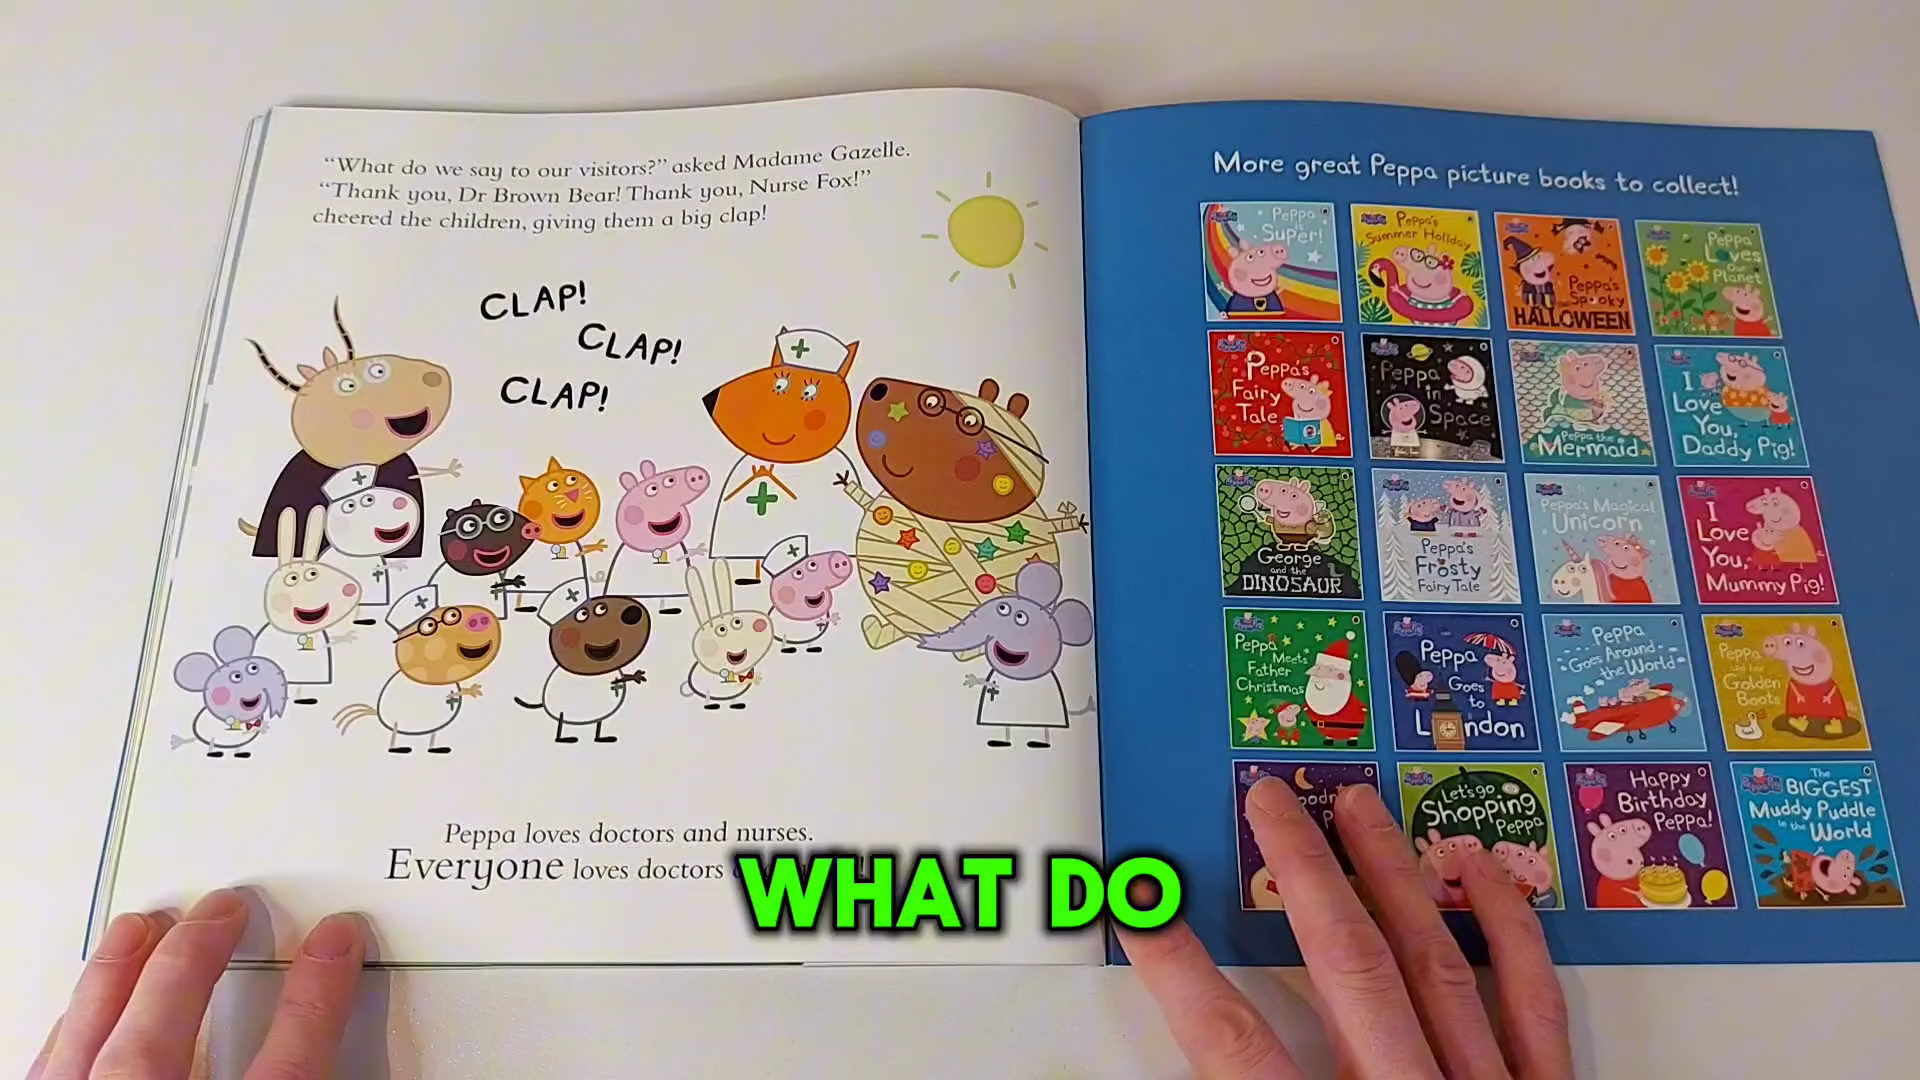 “What do we say to our visitors?” asked Madame Gazelle.
“Thank you, Dr Brown Bear! Thank you, Nurse Fox!”
cheered the children, giving them a big clap!
CLAP!
CLAP!
CLAP!
Peppa loves doctors and nurses.
Everyone loves doctors
WHAT DO
More great Peppa picture books to collect!
Peppa
is
Super!
Peppa's
Summer Holiday
Peppa's
Spooky
HALLOWEEN
Peppa
Loves
Our
Planet
Peppa's
Fairy
Tale
Peppa
in
Space
Peppa the
Mermaid
I
Love
You,
Daddy Pig!
George
and the
DINOSAUR
Peppa's
Frosty
Fairy Tale
Peppa's Magical
Unicorn
I
Love
You,
Mummy Pig!
Peppa
Meets
Father
Christmas
Peppa
Goes
to
London
Peppa
Goes Around
the World
Peppa
and her
Golden
Boots
Let's go
Shopping
Peppa
Happy
Birthday,
Peppa!
The
BIGGEST
Muddy Puddle
in the World